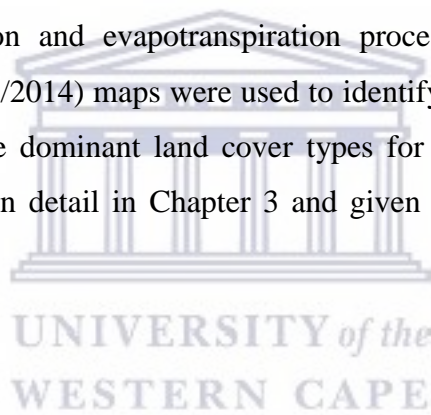 on and evapotranspiration proce
/2014) maps were used to identify
e dominant land cover types for
n detail in Chapter 3 and given
UNIVERSITY of the
WESTERN CAPE